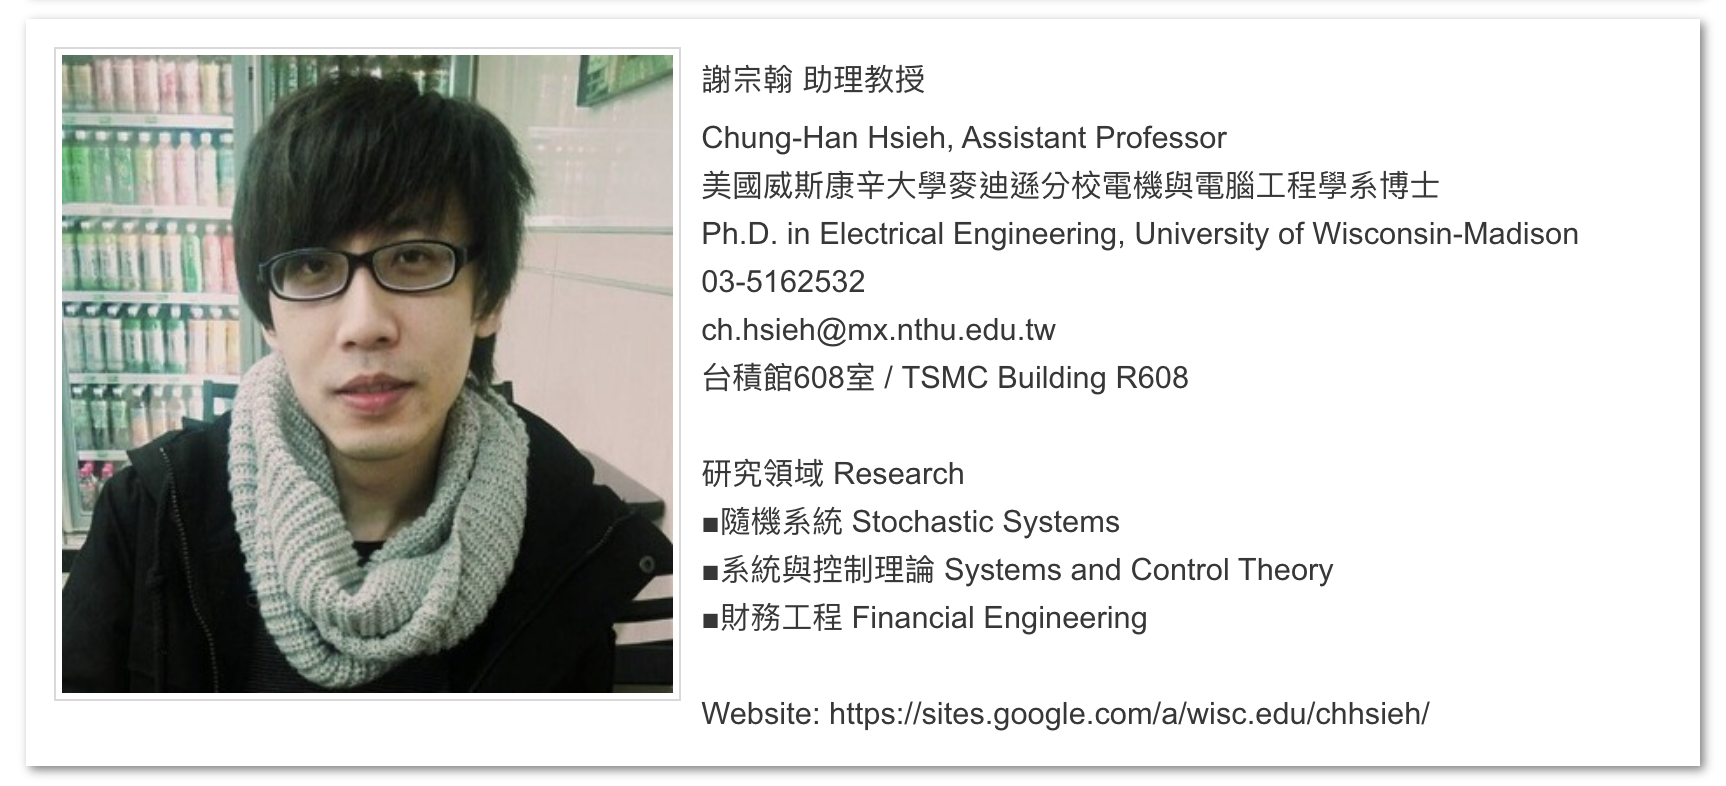 謝宗翰 助理教授
Chung-Han Hsieh, Assistant Professor
美國威斯康辛大學麥迪遜分校電機與電腦工程學系博士
Ph.D. in Electrical Engineering, University of Wisconsin-Madison
03-5162532
ch.hsieh@mx.nthu.edu.tw
台積館608室 / TSMC Building R608
研究領域 Research
■隨機系統 Stochastic Systems
■系統與控制理論 Systems and Control Theory
■財務工程 Financial Engineering
Website: https://sites.google.com/a/wisc.edu/chhsieh/